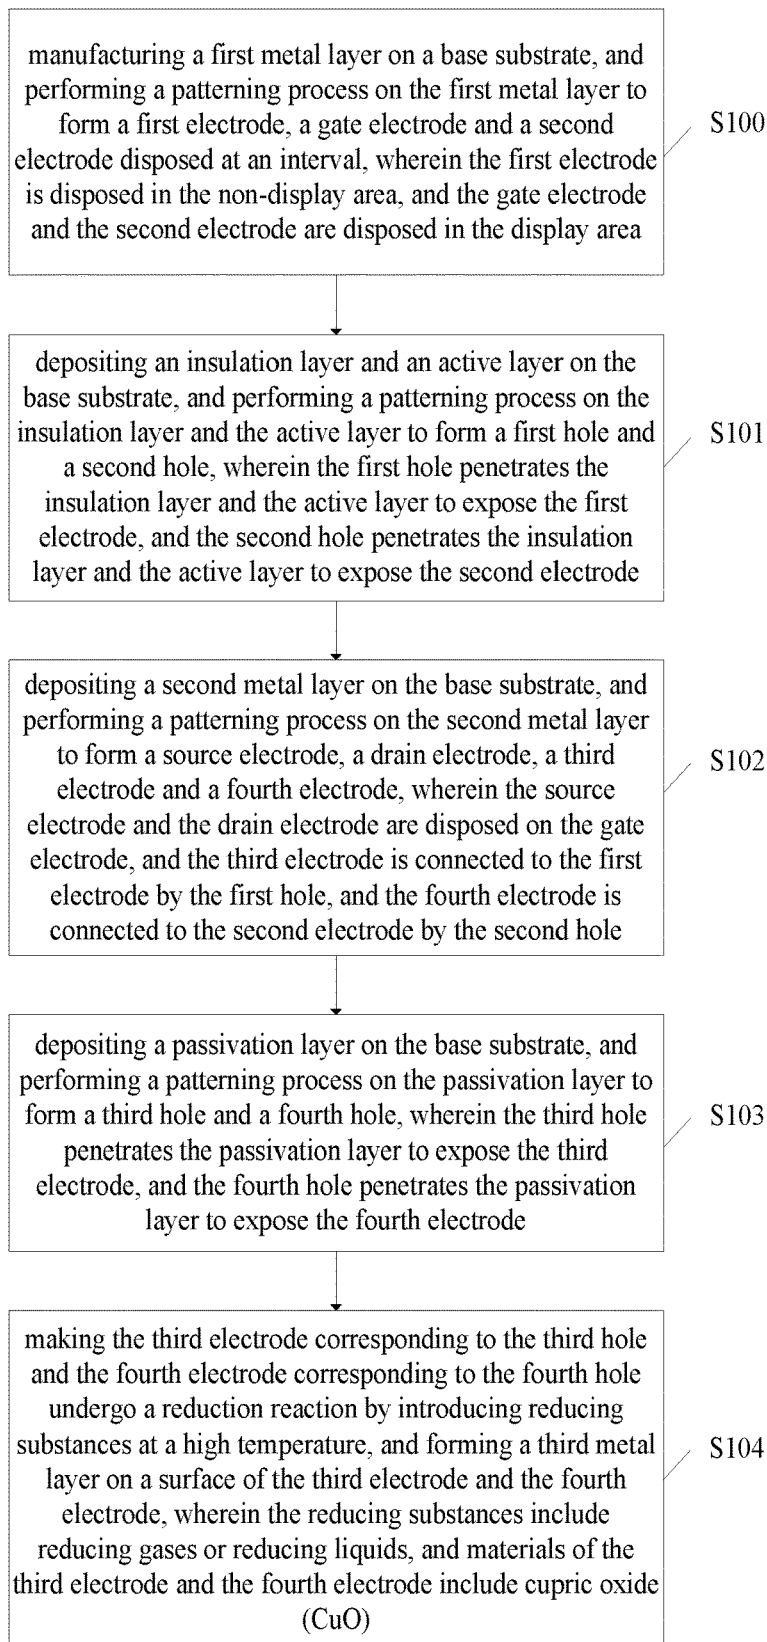 manufacturing a first metal layer on a base substrate, and
performing a patterning process on the first metal layer to
form a first electrode, a gate electrode and a second
electrode disposed at an interval, wherein the first electrode
is disposed in the non-display area, and the gate electrode
and the second electrode are disposed in the display area
S100
depositing an insulation layer and an active layer on the
base substrate, and performing a patterning process on the
insulation layer and the active layer to form a first hole and
a second hole, wherein the first hole penetrates the
insulation layer and the active layer to expose the first
electrode, and the second hole penetrates the insulation
layer and the active layer to expose the second electrode
S101
depositing a second metal layer on the base substrate, and
performing a patterning process on the second metal layer
to form a source electrode, a drain electrode, a third
electrode and a fourth electrode, wherein the source
electrode and the drain electrode are disposed on the gate
electrode, and the third electrode is connected to the first
electrode by the first hole, and the fourth electrode is
connected to the second electrode by the second hole
S102
depositing a passivation layer on the base substrate, and
performing a patterning process on the passivation layer to
form a third hole and a fourth hole, wherein the third hole
penetrates the passivation layer to expose the third
electrode, and the fourth hole penetrates the passivation
layer to expose the fourth electrode
S103
making the third electrode corresponding to the third hole
and the fourth electrode corresponding to the fourth hole
undergo a reduction reaction by introducing reducing
substances at a high temperature, and forming a third metal
layer on a surface of the third electrode and the fourth
electrode, wherein the reducing substances include
reducing gases or reducing liquids, and materials of the
third electrode and the fourth electrode include cupric oxide
(CuO)
S104